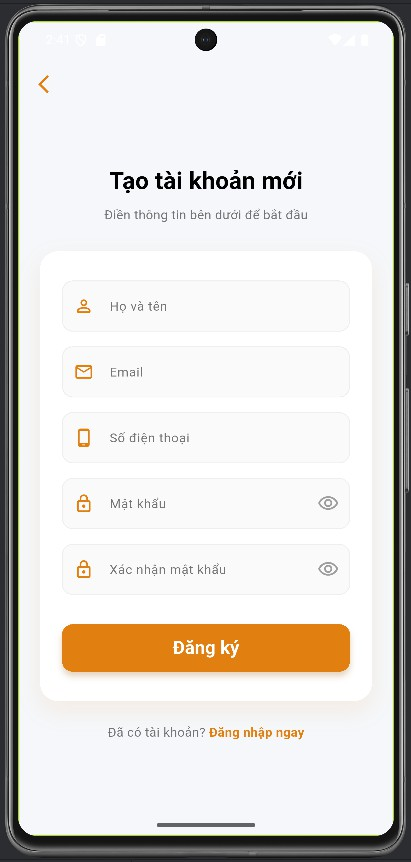 Tạo tài khoản mới
Điền thông tin bên dưới để bắt đầu
Họ và tên
Email
Số điện thoại
Mật khẩu
Xác nhận mật khẩu
Đăng ký
Đã có tài khoản? Đăng nhập ngay